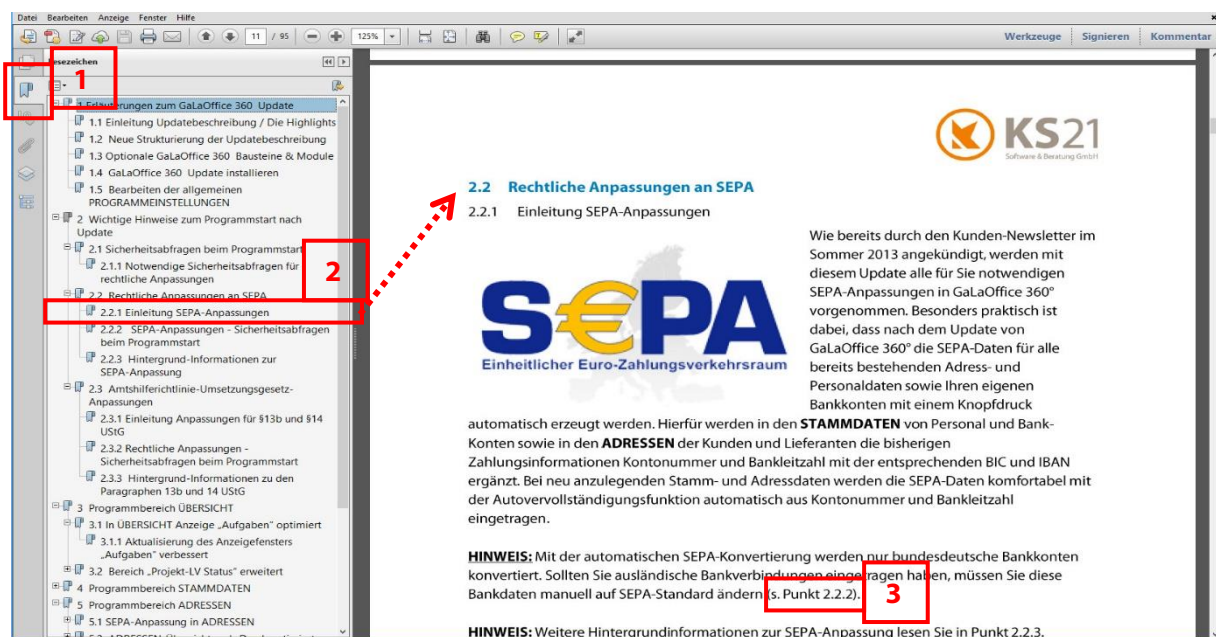 Datei Bearbeiten Anzeige Fenster Hilfe
11 / 95
125%
Werkzeuge Signieren Kommentar
Lesezeichen
1
1 Erläuterungen zum GaLaOffice 360 Update
1.1 Einleitung Updatebeschreibung / Die Highlights
1.2 Neue Strukturierung der Updatebeschreibung
1.3 Optionale GaLaOffice 360 Bausteine & Module
1.4 GaLaOffice 360 Update installieren
1.5 Bearbeiten der allgemeinen
PROGRAMMEINSTELLUNGEN
2 Wichtige Hinweise zum Programmstart nach
Update
2.1 Sicherheitsabfragen beim Programmstart
2.1.1 Notwendige Sicherheitsabfragen für
rechtliche Anpassungen
2
2.2 Rechtliche Anpassungen an SEPA
2.2.1 Einleitung SEPA-Anpassungen
2.2.2 SEPA-Anpassungen - Sicherheitsabfragen
beim Programmstart
2.2.3 Hintergrund-Informationen zur
SEPA-Anpassung
2.3 Amtshilferichtlinie-Umsetzungsgesetz-
Anpassungen
2.3.1 Einleitung Anpassungen für §13b und §14
UStG
2.3.2 Rechtliche Anpassungen -
Sicherheitsabfragen beim Programmstart
2.3.3 Hintergrund-Informationen zu den
Paragraphen 13b und 14 UStG
3 Programmbereich ÜBERSICHT
3.1 In ÜBERSICHT Anzeige „Aufgaben" optimiert
3.1.1 Aktualisierung des Anzeigefensters
„Aufgaben" verbessert
3.2 Bereich „Projekt-LV Status" erweitert
4 Programmbereich STAMMDATEN
5 Programmbereich ADRESSEN
5.1 SEPA-Anpassung in ADRESSEN
KS21
Software & Beratung GmbH
2.2 Rechtliche Anpassungen an SEPA
2.2.1 Einleitung SEPA-Anpassungen
S€PA
Einheitlicher Euro-Zahlungsverkehrsraum
Wie bereits durch den Kunden-Newsletter im
Sommer 2013 angekündigt, werden mit
diesem Update alle für Sie notwendigen
SEPA-Anpassungen in GaLaOffice 360°
vorgenommen. Besonders praktisch ist
dabei, dass nach dem Update von
GaLaOffice 360° die SEPA-Daten für alle
bereits bestehenden Adress- und
Personaldaten sowie Ihren eigenen
Bankkonten mit einem Knopfdruck
automatisch erzeugt werden. Hierfür werden in den STAMMDATEN von Personal und Bank-
Konten sowie in den ADRESSEN der Kunden und Lieferanten die bisherigen
Zahlungsinformationen Kontonummer und Bankleitzahl mit der entsprechenden BIC und IBAN
ergänzt. Bei neu anzulegenden Stamm- und Adressdaten werden die SEPA-Daten komfortabel mit
der Autovervollständigungsfunktion automatisch aus Kontonummer und Bankleitzahl
eingetragen.
HINWEIS: Mit der automatischen SEPA-Konvertierung werden nur bundesdeutsche Bankkonten
konvertiert. Sollten Sie ausländische Bankverbindungen eingetragen haben, müssen Sie diese
Bankdaten manuell auf SEPA-Standard ändern (s. Punkt 2.2.2).
3
HINWEIS: Weitere Hintergrundinformationen zur SEPA-Anpassung lesen Sie in Punkt 2.2.3.